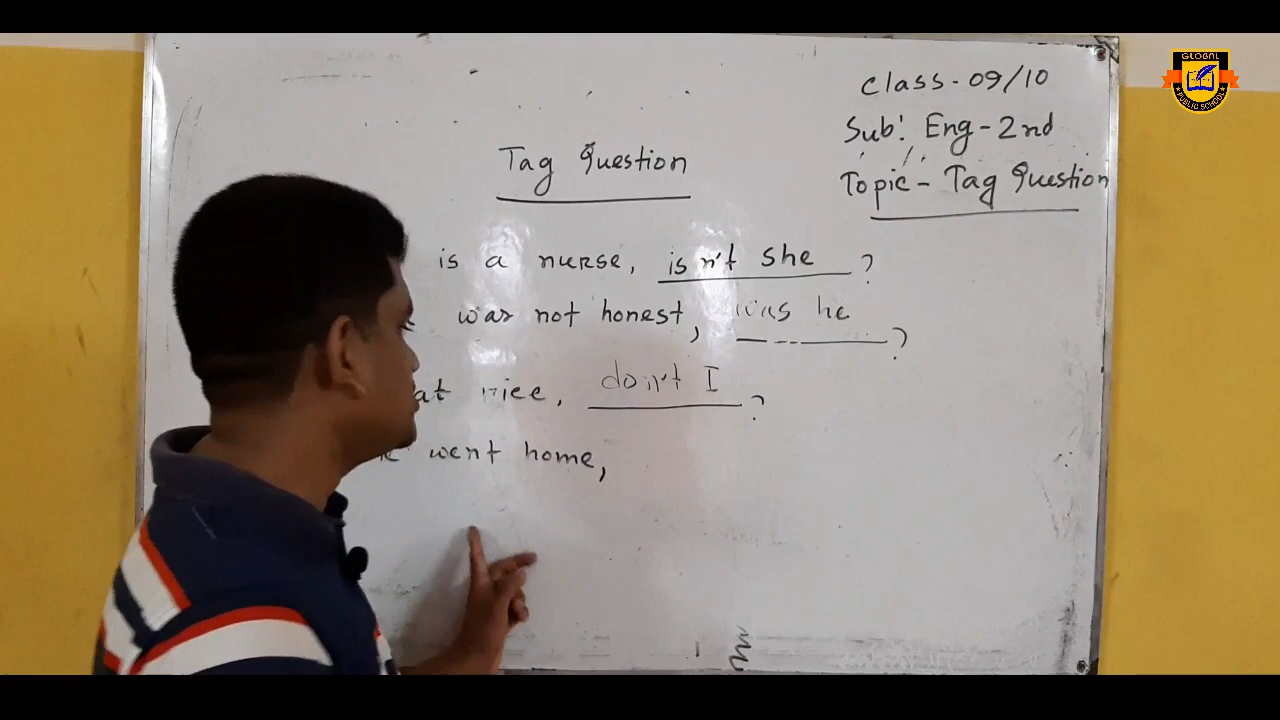 GLOBAL
PUBLIC SCHOOL
Class - 09/10
Sub: Eng - 2nd
Topic - Tag Question
Tag Question
is a nurse, isn't she ?
was not honest, was he ?
at rice, don't I ?
went home,